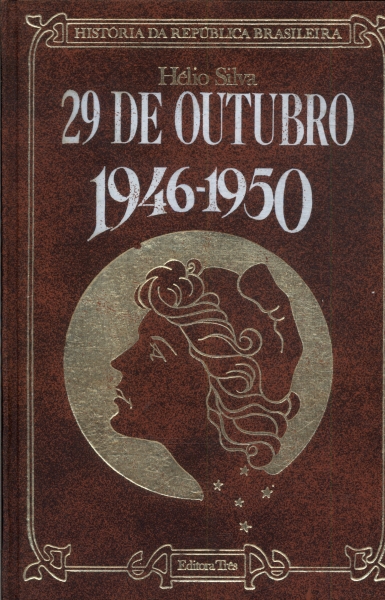 HISTÓRIA DA REPÚBLICA BRASILEIRA
Hélio Silva
29 DE OUTUBRO
1946-1950
Editora Três